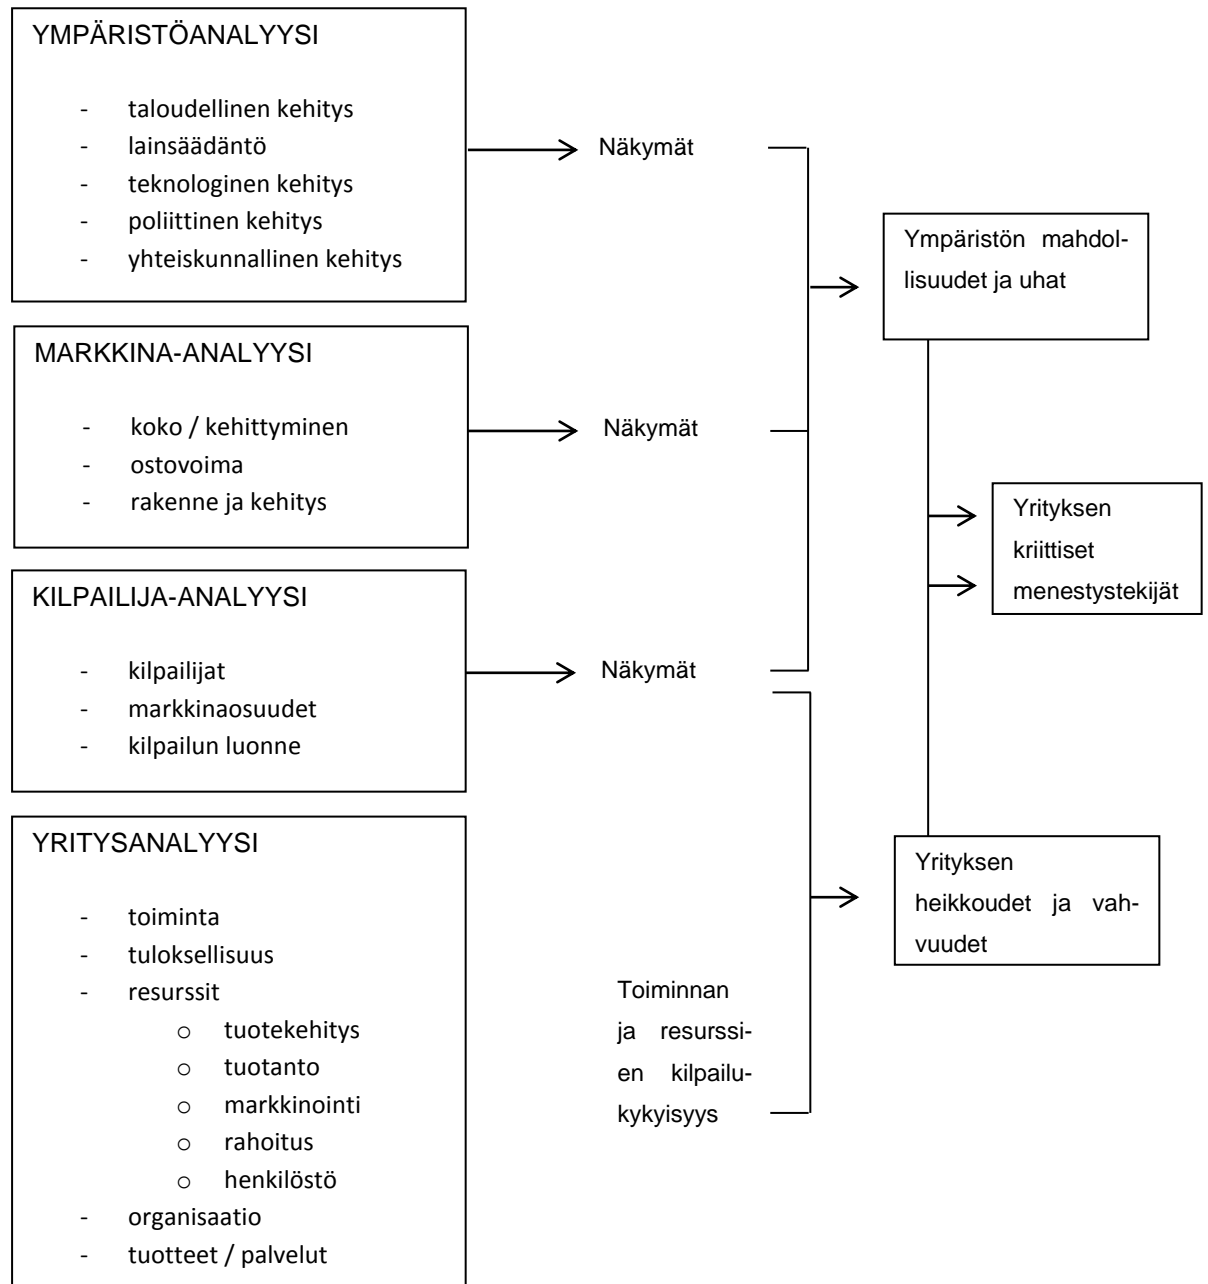 YMPÄRISTÖANALYYSI
- taloudellinen kehitys
- lainsäädäntö
- teknologinen kehitys
- poliittinen kehitys
- yhteiskunnallinen kehitys
Näkymät
MARKKINA-ANALYYSI
- koko / kehittyminen
- ostovoima
- rakenne ja kehitys
Näkymät
KILPAILIJA-ANALYYSI
- kilpailijat
- markkinaosuudet
- kilpailun luonne
Näkymät
YRITYSANALYYSI
- toiminta
- tuloksellisuus
- resurssit
o tuotekehitys
o tuotanto
o markkinointi
o rahoitus
o henkilöstö
- organisaatio
- tuotteet / palvelut
Toiminnan
ja resurssi-
en kilpailu-
kykyisyys
Ympäristön mahdol-
lisuudet ja uhat
Yrityksen
kriittiset
menestystekijät
Yrityksen
heikkoudet ja vah-
vuudet